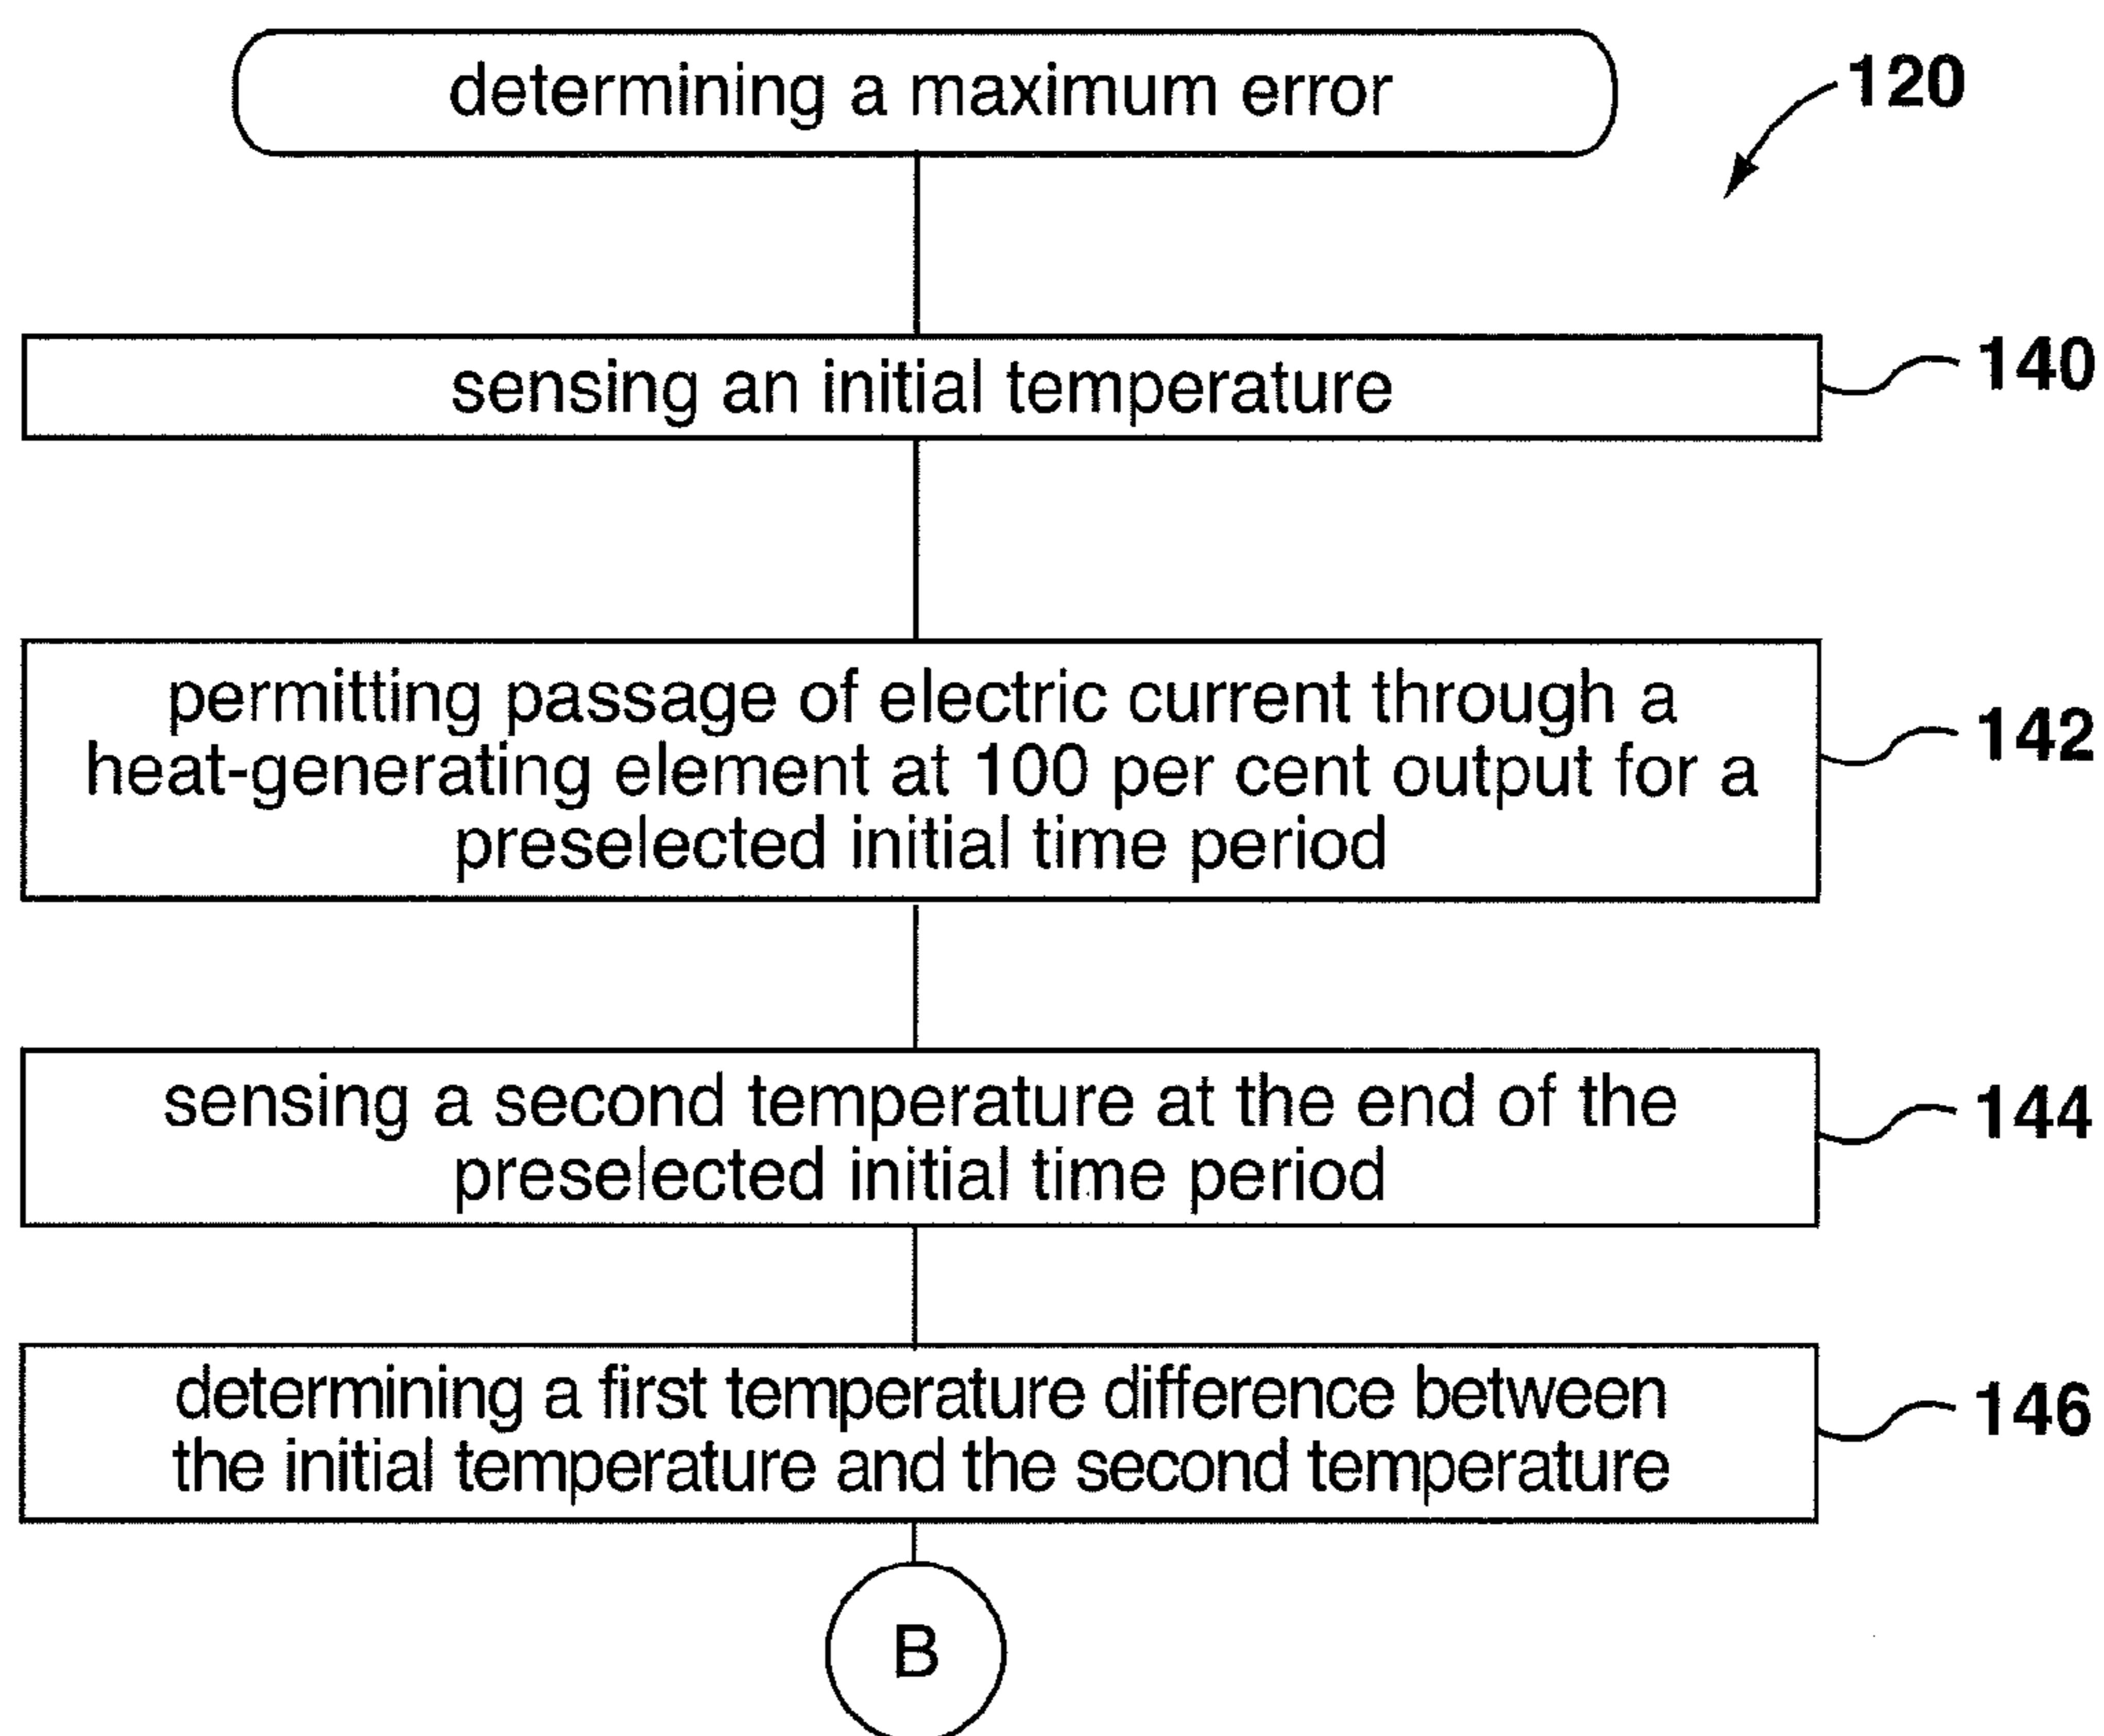 determining a maximum error
120
sensing an initial temperature
140
permitting passage of electric current through a
heat-generating element at 100 per cent output for a
preselected initial time period
142
sensing a second temperature at the end of the
preselected initial time period
144
determining a first temperature difference between
the initial temperature and the second temperature
146
B